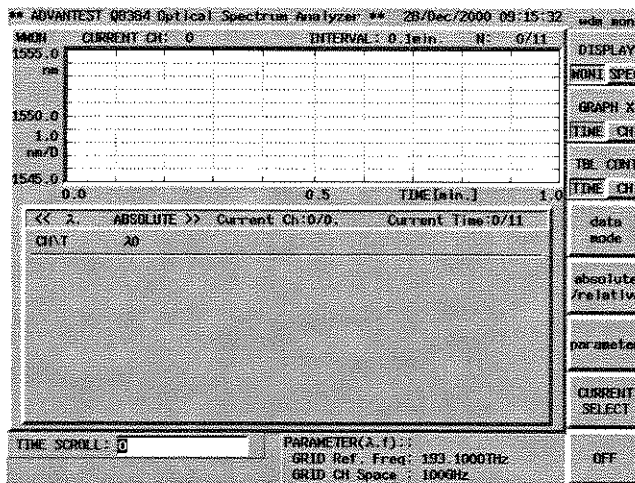 ** ADVANTEST Q8384 Optical Spectrum Analyzer ** 28/Dec/2000 09:15:32
wdm mon
WMON CURRENT CH: 0 INTERVAL: 0.1min N: 0/11
1555.0
nm
1550.0
1.0
nm/D
1545.0
0.0 0.5 TIME[min.] 1.0
DISPLAY
MONI SPE
GRAPH X
TIME CH
TBL CONT
TIME CH
data
mode
absolute
/relativ
parameter
CURRENT
SELECT
OFF
<< λ. ABSOLUTE >> Current Ch:0/0. Current Time:0/11
CH\T λ0
TIME SCROLL: 0
PARAMETER(λ.f).:
GRID Ref. Freq: 193.1000THz
GRID CH Space : 100GHz